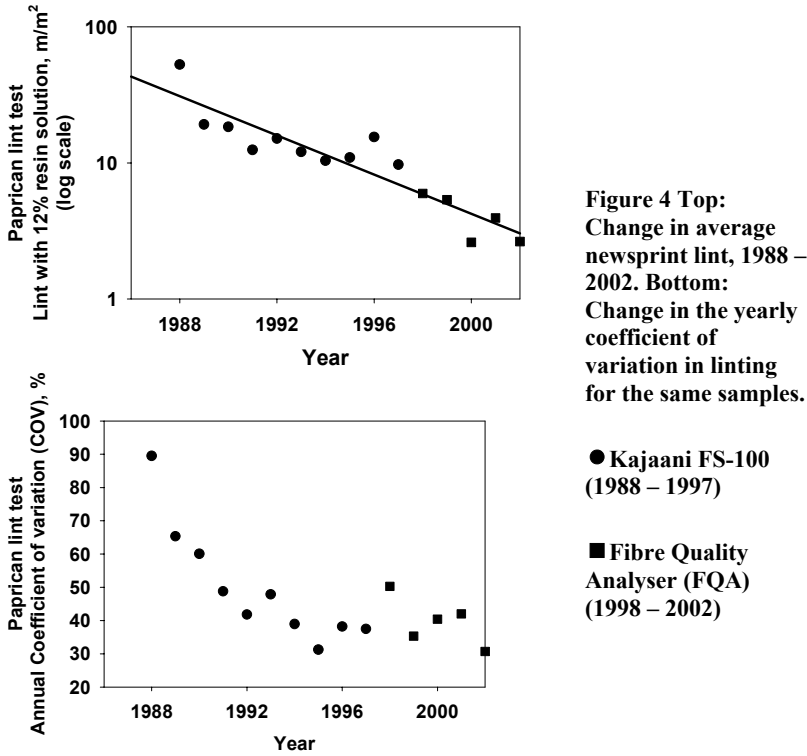 Paprican lint test
Lint with 12% resin solution, m/m²
(log scale)
100
10
1
1988 1992 1996 2000
Year
Paprican lint test
Annual Coefficient of variation (COV), %
100
90
80
70
60
50
40
30
20
1988 1992 1996 2000
Year
Figure 4 Top:
Change in average
newsprint lint, 1988 –
2002. Bottom:
Change in the yearly
coefficient of
variation in linting
for the same samples.
● Kajaani FS-100
(1988 – 1997)
■ Fibre Quality
Analyser (FQA)
(1998 – 2002)